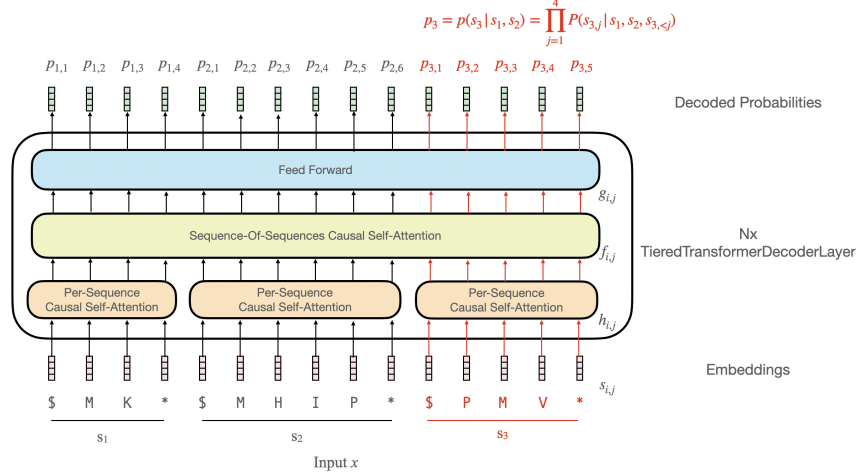 p₃ = p(s₃ | s₁, s₂) = ∏⁴ⱼ₌₁ P(s₃,ⱼ | s₁, s₂, s₃,<ⱼ)
p₁,₁ p₁,₂ p₁,₃ p₁,₄ p₂,₁ p₂,₂ p₂,₃ p₂,₄ p₂,₅ p₂,₆ p₃,₁ p₃,₂ p₃,₃ p₃,₄ p₃,₅
Decoded Probabilities
Feed Forward
gᵢ,ⱼ
Sequence-Of-Sequences Causal Self-Attention
Nx
TieredTransformerDecoderLayer
fᵢ,ⱼ
Per-Sequence
Causal Self-Attention
Per-Sequence
Causal Self-Attention
Per-Sequence
Causal Self-Attention
hᵢ,ⱼ
Embeddings
sᵢ,ⱼ
$ M K * $ M H I P * $ P M V *
s₁ s₂ s₃
Input x